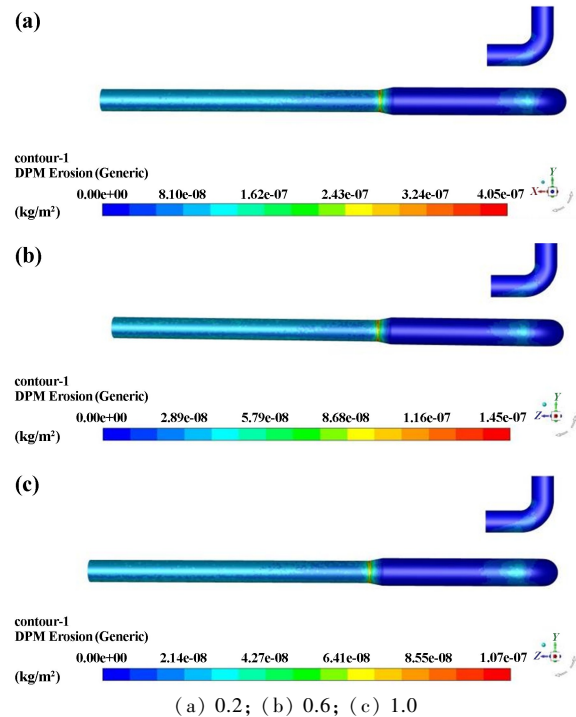 (a)
contour-1
DPM Erosion (Generic)
0.00e+00 8.10e-08 1.62e-07 2.43e-07 3.24e-07 4.05e-07
(kg/m²)
Y
X
(b)
contour-1
DPM Erosion (Generic)
0.00e+00 2.89e-08 5.79e-08 8.68e-08 1.16e-07 1.45e-07
(kg/m²)
Y
Z
(c)
contour-1
DPM Erosion (Generic)
0.00e+00 2.14e-08 4.27e-08 6.41e-08 8.55e-08 1.07e-07
(kg/m²)
Y
Z
(a) 0.2; (b) 0.6; (c) 1.0